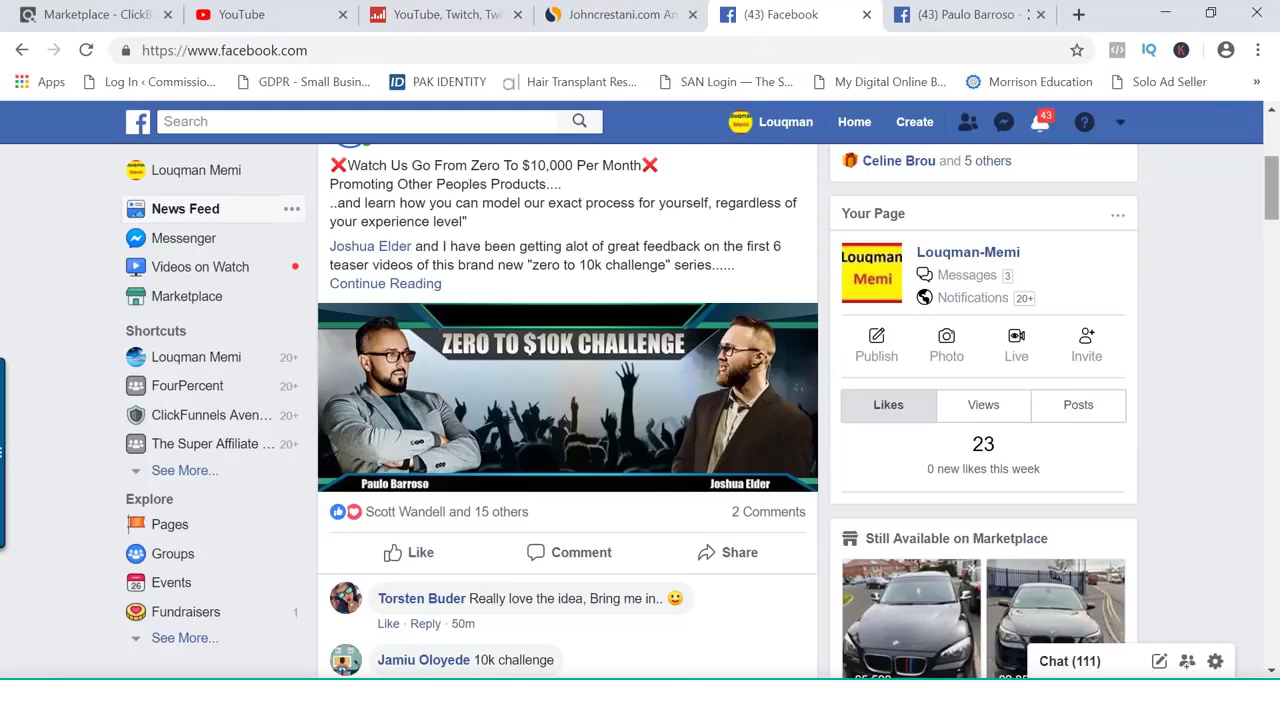 Marketplace - ClickB
YouTube
YouTube, Twitch, Twi
Johncrestani.com An
(43) Facebook
(43) Paulo Barroso -
https://www.facebook.com
IQ
K
Apps
Log In ‹ Commissio...
GDPR - Small Busin...
ID PAK IDENTITY
Hair Transplant Res...
SAN Login — The S...
My Digital Online B...
Morrison Education
Solo Ad Seller
»
Search
Louqman
Home
Create
43
Louqman Memi
News Feed
Messenger
Videos on Watch
Marketplace
Shortcuts
Louqman Memi 20+
FourPercent 20+
ClickFunnels Aven... 20+
The Super Affiliate ... 20+
See More...
Explore
Pages
Groups
26 Events
Fundraisers 1
See More...
❌Watch Us Go From Zero To $10,000 Per Month❌
Promoting Other Peoples Products....
..and learn how you can model our exact process for yourself, regardless of
your experience level"
Joshua Elder and I have been getting alot of great feedback on the first 6
teaser videos of this brand new "zero to 10k challenge" series......
Continue Reading
ZERO TO $10K CHALLENGE
Paulo Barroso
Joshua Elder
Scott Wandell and 15 others
2 Comments
Like
Comment
Share
Torsten Buder Really love the idea, Bring me in.. 🙂
Like · Reply · 50m
Jamiu Oloyede 10k challenge
Celine Brou and 5 others
Your Page
...
Louqman Memi
Louqman-Memi
Messages 3
Notifications 20+
Publish
Photo
Live
Invite
Likes
Views
Posts
23
0 new likes this week
Still Available on Marketplace
Chat (111)